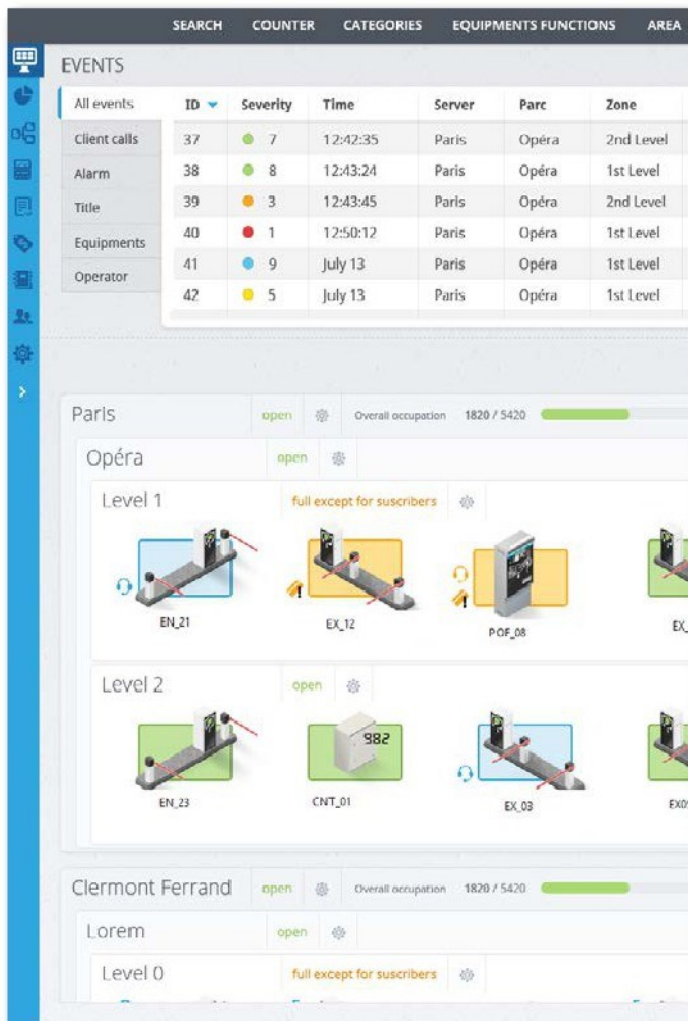 SEARCH COUNTER CATEGORIES EQUIPMENTS FUNCTIONS AREA
EVENTS
All events
Client calls
Alarm
Title
Equipments
Operator
ID Severity Time Server Parc Zone
37 7 12:42:35 Paris Opéra 2nd Level
38 8 12:43:24 Paris Opéra 1st Level
39 3 12:43:45 Paris Opéra 2nd Level
40 1 12:50:12 Paris Opéra 1st Level
41 9 July 13 Paris Opéra 1st Level
42 5 July 13 Paris Opéra 1st Level
Paris open Overall occupation 1820 / 5420
Opéra open
Level 1 full except for suscribers
EN_21 EX_12 POF_08 EX_
Level 2 open
982
EN_23 CNT_01 EX_03 EX09
Clermont Ferrand open Overall occupation 1820 / 5420
Lorem open
Level 0 full except for suscribers